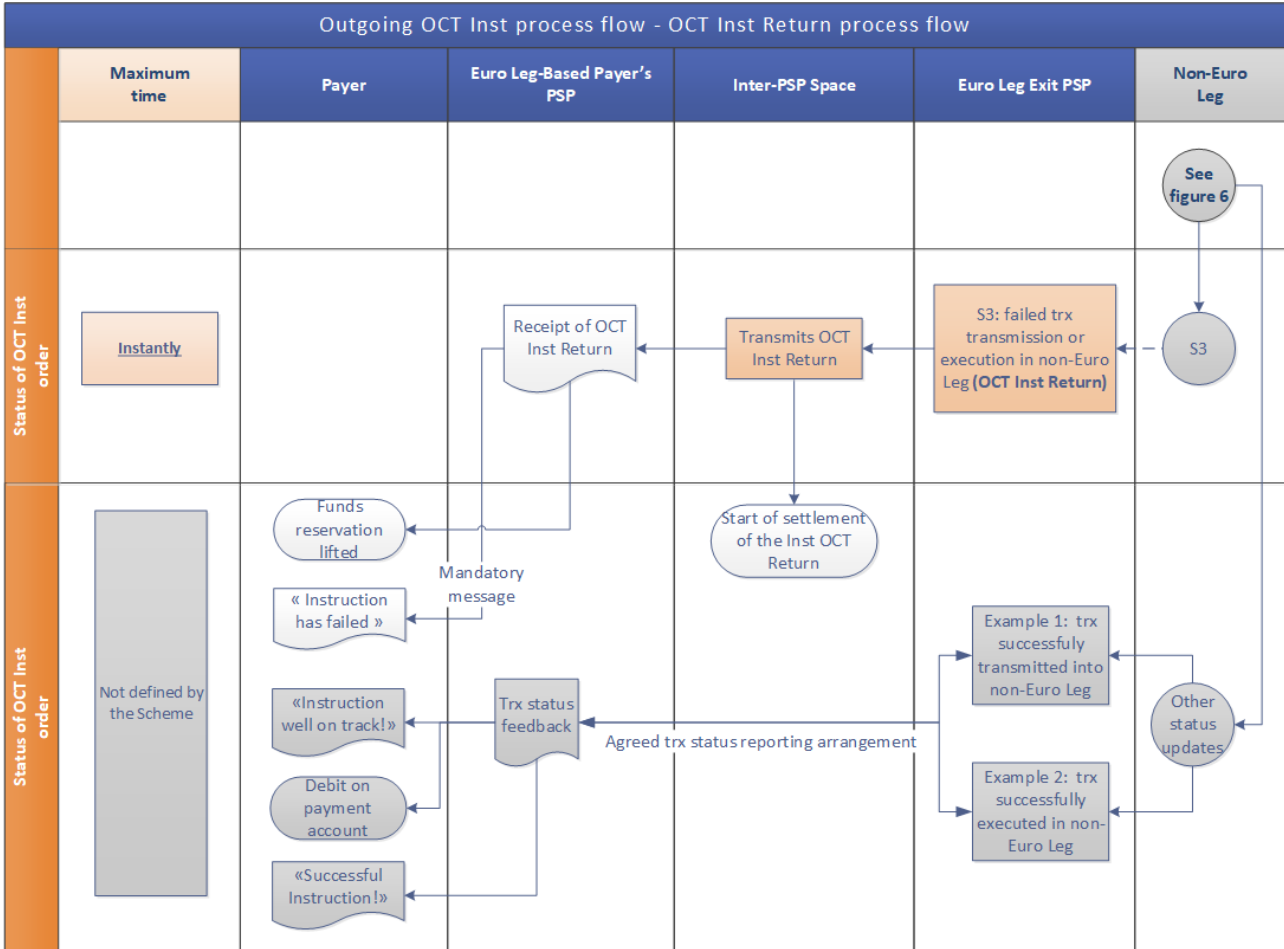 Outgoing OCT Inst process flow - OCT Inst Return process flow
Maximum
time
Payer
Euro Leg-Based Payer's
PSP
Inter-PSP Space
Euro Leg Exit PSP
Non-Euro
Leg
See
figure 6
Status of OCT Inst
order
Instantly
Receipt of OCT
Inst Return
Transmits OCT
Inst Return
S3: failed trx
transmission or
execution in non-Euro
Leg (OCT Inst Return)
S3
Status of OCT Inst
order
Not defined by
the Scheme
Funds
reservation
lifted
Start of settlement
of the Inst OCT
Return
Mandatory
message
« Instruction
has failed »
Example 1: trx
successfuly
transmitted into
non-Euro Leg
«Instruction
well on track!»
Trx status
feedback
Agreed trx status reporting arrangement
Other
status
updates
Debit on
payment
account
Example 2: trx
successfully
executed in non-
Euro Leg
«Successful
Instruction!»